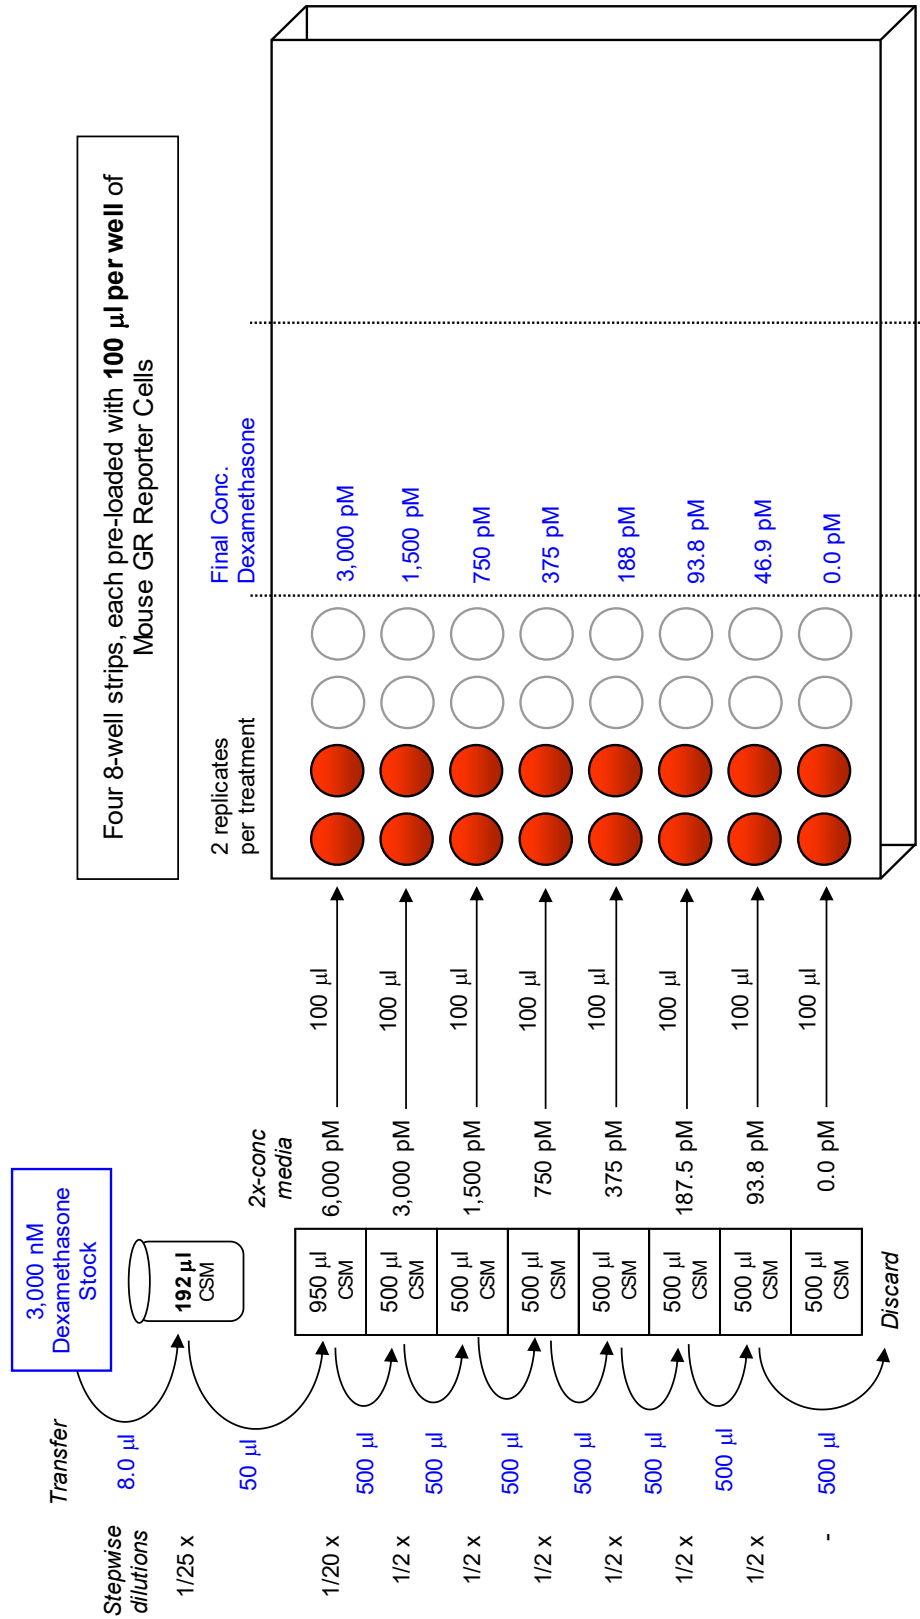 Four 8-well strips, each pre-loaded with 100 µl per well of
Mouse GR Reporter Cells
Stepwise
dilutions
Transfer
3,000 nM
Dexamethasone
Stock
1/25 x
8.0 µl
192 µl
CSM
2x-conc
media
2 replicates
per treatment
Final Conc.
Dexamethasone
1/20 x
50 µl
950 µl
CSM
6,000 pM
100 µl
3,000 pM
1/2 x
500 µl
500 µl
CSM
3,000 pM
100 µl
1,500 pM
1/2 x
500 µl
500 µl
CSM
1,500 pM
100 µl
750 pM
1/2 x
500 µl
500 µl
CSM
750 pM
100 µl
375 pM
1/2 x
500 µl
500 µl
CSM
375 pM
100 µl
188 pM
1/2 x
500 µl
500 µl
CSM
187.5 pM
100 µl
93.8 pM
1/2 x
500 µl
500 µl
CSM
93.8 pM
100 µl
46.9 pM
-
500 µl
500 µl
CSM
0.0 pM
100 µl
0.0 pM
Discard